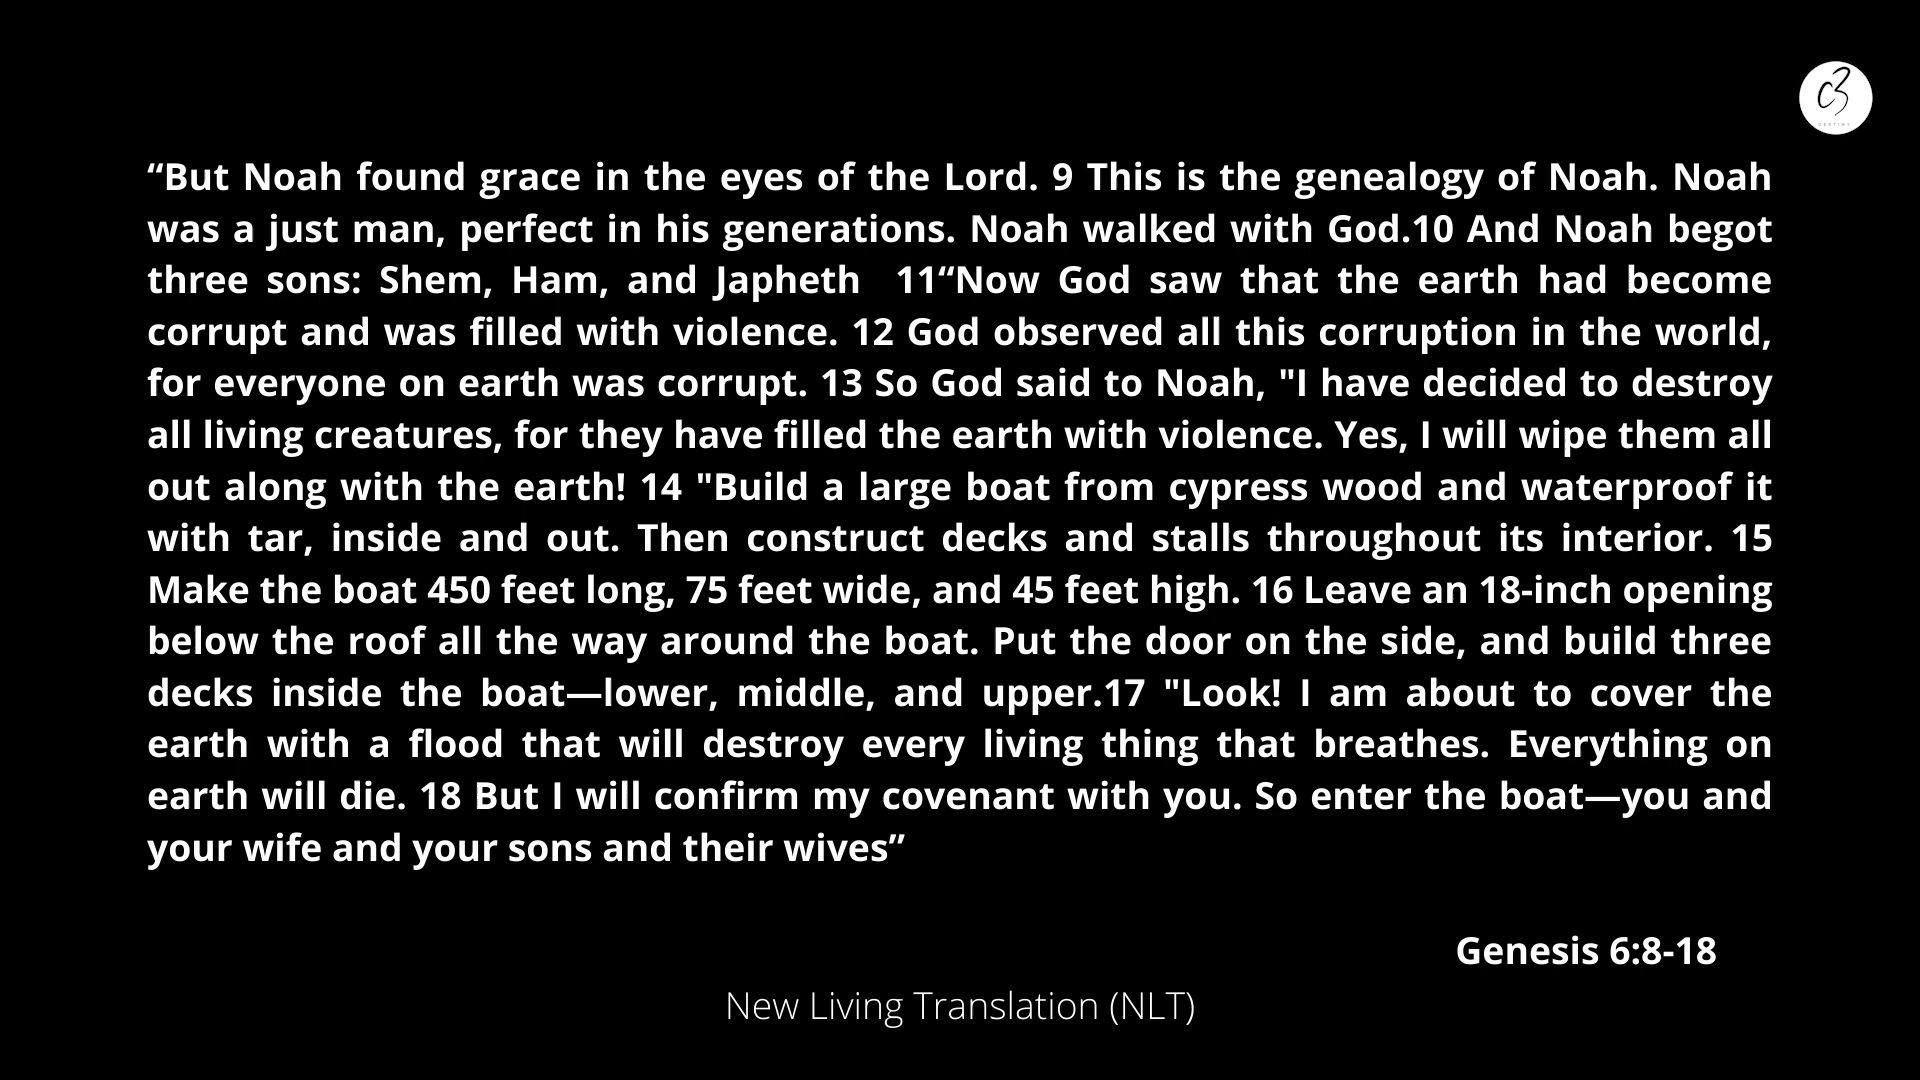 C3
DESTINY
“But Noah found grace in the eyes of the Lord. 9 This is the genealogy of Noah. Noah
was a just man, perfect in his generations. Noah walked with God.10 And Noah begot
three sons: Shem, Ham, and Japheth  11“Now God saw that the earth had become
corrupt and was filled with violence. 12 God observed all this corruption in the world,
for everyone on earth was corrupt. 13 So God said to Noah, "I have decided to destroy
all living creatures, for they have filled the earth with violence. Yes, I will wipe them all
out along with the earth! 14 "Build a large boat from cypress wood and waterproof it
with tar, inside and out. Then construct decks and stalls throughout its interior. 15
Make the boat 450 feet long, 75 feet wide, and 45 feet high. 16 Leave an 18-inch opening
below the roof all the way around the boat. Put the door on the side, and build three
decks inside the boat—lower, middle, and upper.17 "Look! I am about to cover the
earth with a flood that will destroy every living thing that breathes. Everything on
earth will die. 18 But I will confirm my covenant with you. So enter the boat—you and
your wife and your sons and their wives”
Genesis 6:8-18
New Living Translation (NLT)